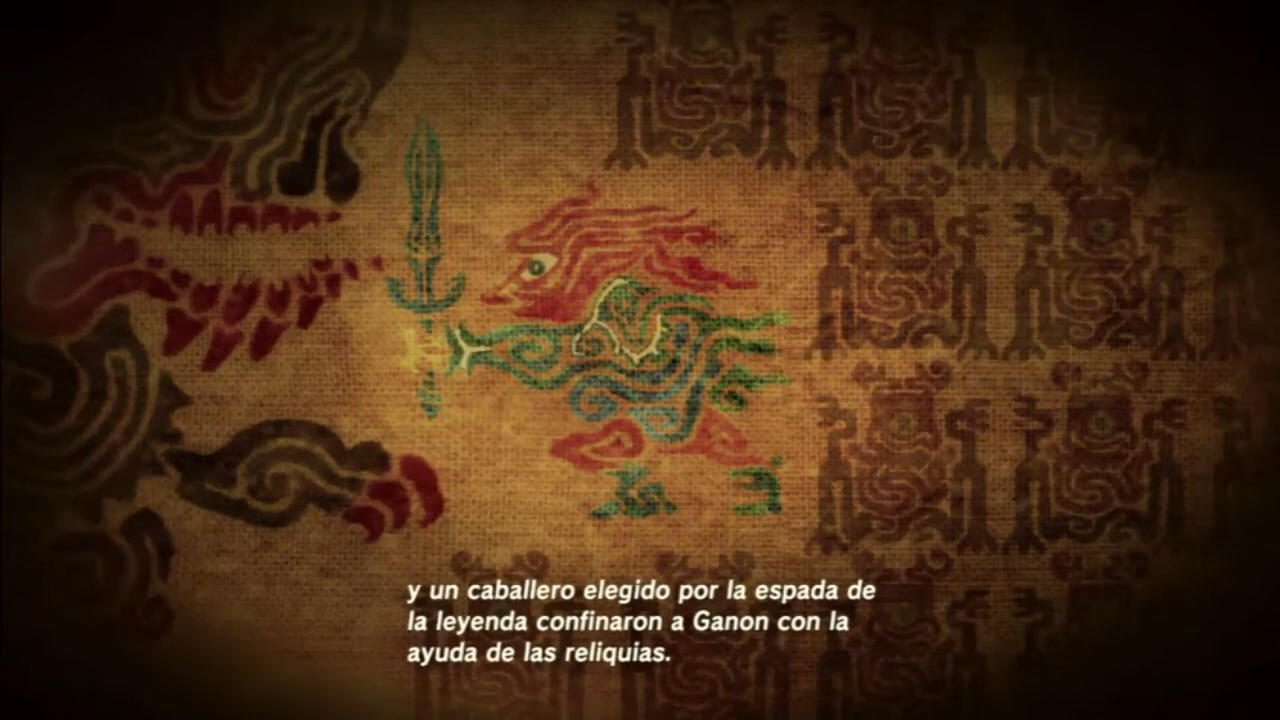 y un caballero elegido por la espada de
la leyenda confinaron a Ganon con la
ayuda de las reliquias.